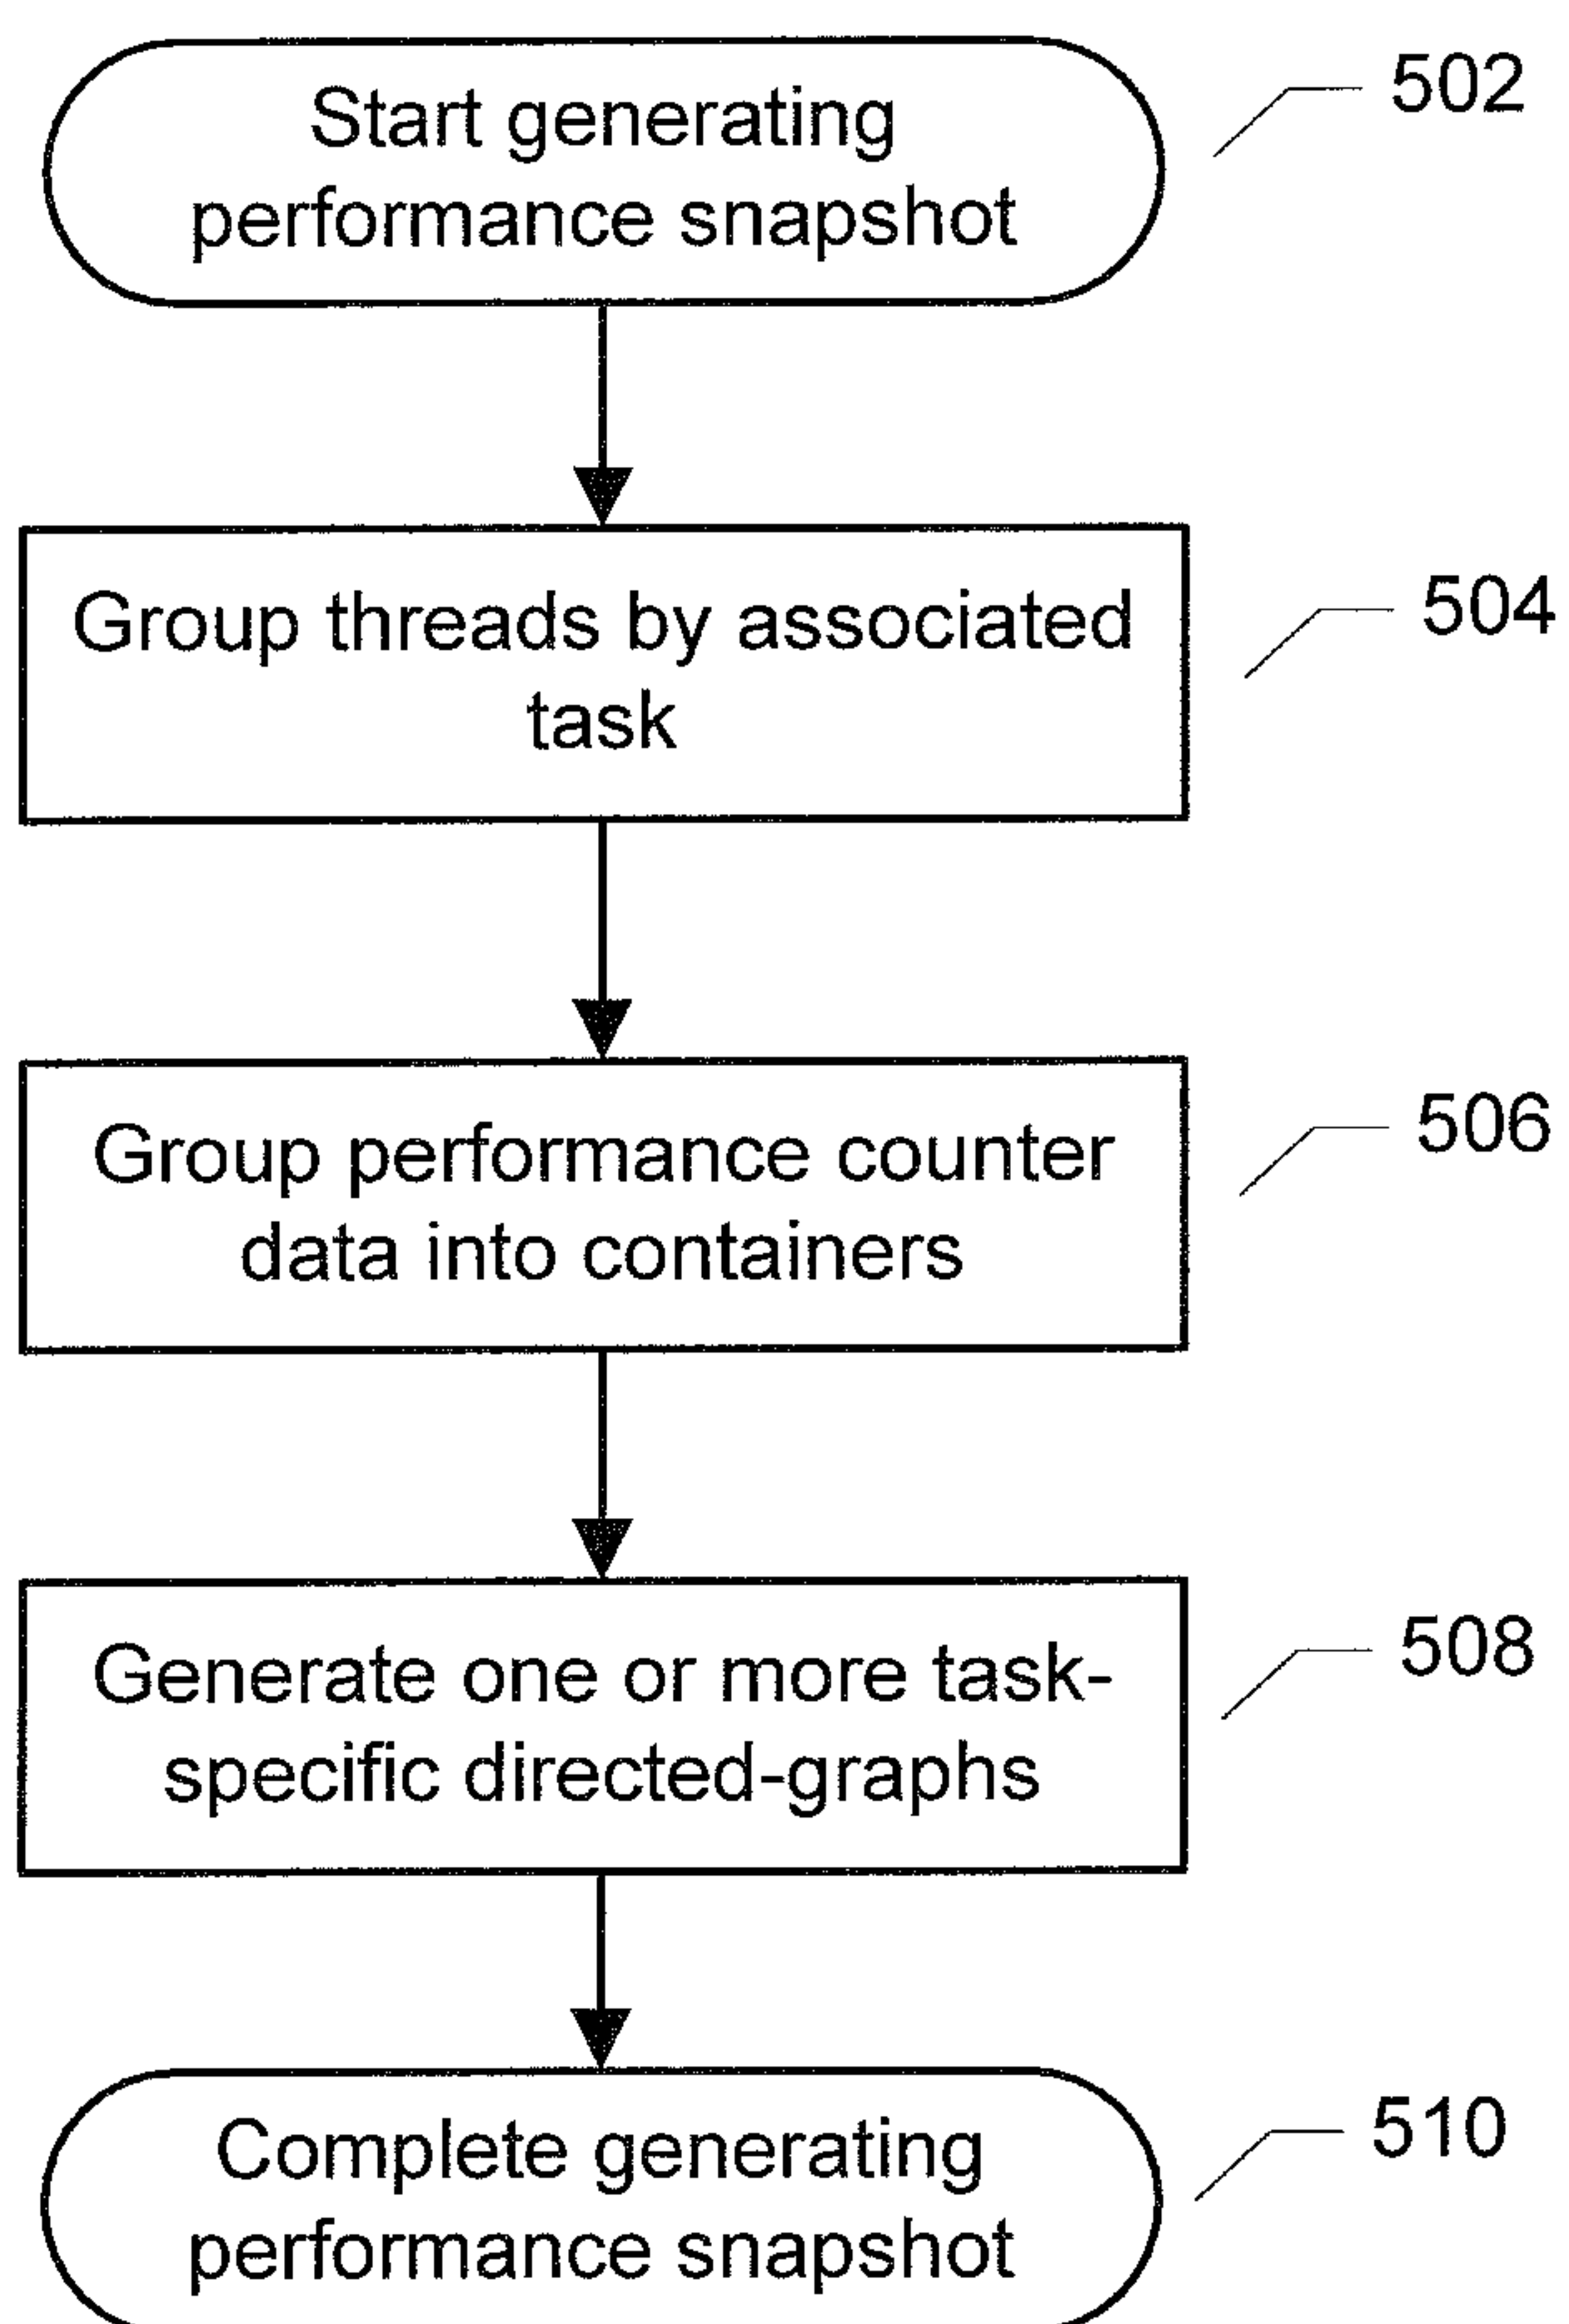 Start generating
performance snapshot
502
Group threads by associated
task
504
Group performance counter
data into containers
506
Generate one or more task-
specific directed-graphs
508
Complete generating
performance snapshot
510